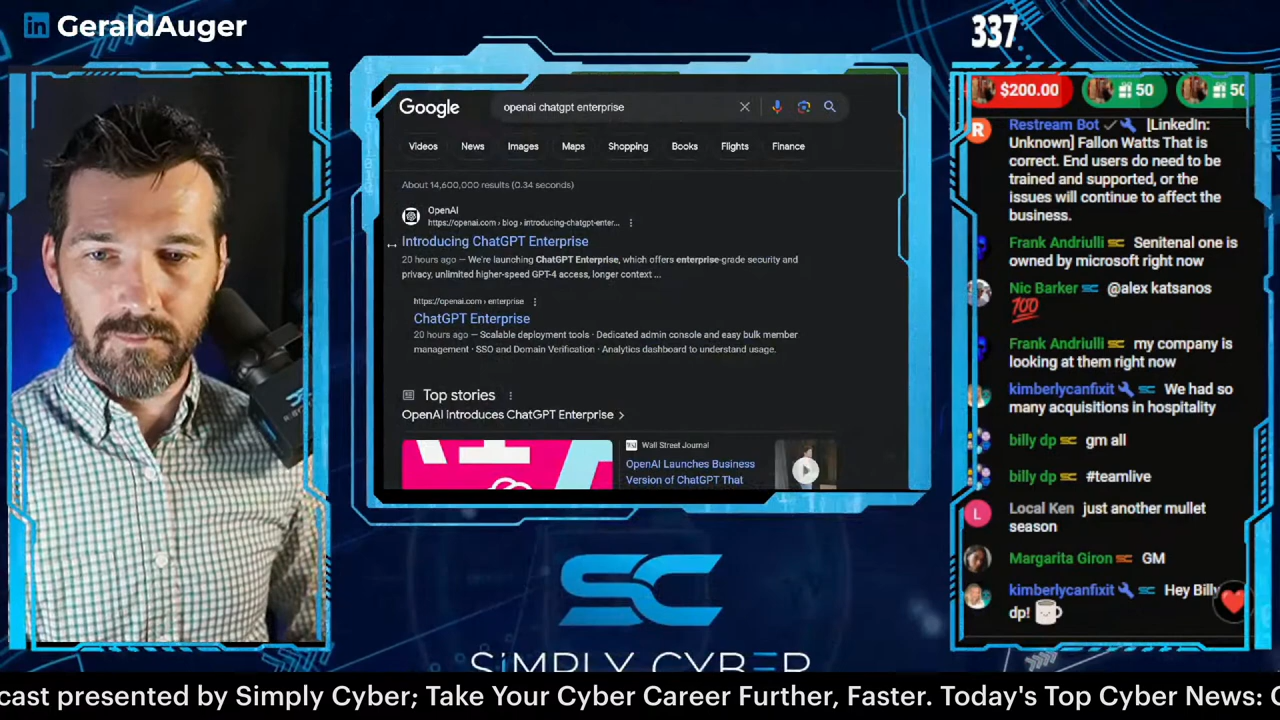 in GeraldAuger
337
Google
openai chatgpt enterprise
Videos News Images Maps Shopping Books Flights Finance
About 14,600,000 results (0.34 seconds)
OpenAI
https://openai.com › blog › introducing-chatgpt-enter...
Introducing ChatGPT Enterprise
20 hours ago — We're launching ChatGPT Enterprise, which offers enterprise-grade security and
privacy, unlimited higher-speed GPT-4 access, longer context ...
https://openai.com › enterprise
ChatGPT Enterprise
20 hours ago — Scalable deployment tools · Dedicated admin console and easy bulk member
management · SSO and Domain Verification · Analytics dashboard to understand usage.
Top stories
OpenAI Introduces ChatGPT Enterprise
Wall Street Journal
OpenAI Launches Business
Version of ChatGPT That
$200.00 50 50
R Restream Bot [LinkedIn:
Unknown] Fallon Watts That is
correct. End users do need to be
trained and supported, or the
issues will continue to affect the
business.
Frank Andriulli Senitenal one is
owned by microsoft right now
Nic Barker @alex katsanos
100
Frank Andriulli my company is
looking at them right now
kimberlycanfixit We had so
many acquisitions in hospitality
billy dp gm all
billy dp #teamlive
L Local Ken just another mullet
season
Margarita Giron GM
kimberlycanfixit Hey Billy
dp!
SC
SIMPLY CYBER
cast presented by Simply Cyber; Take Your Cyber Career Further, Faster. Today's Top Cyber News: